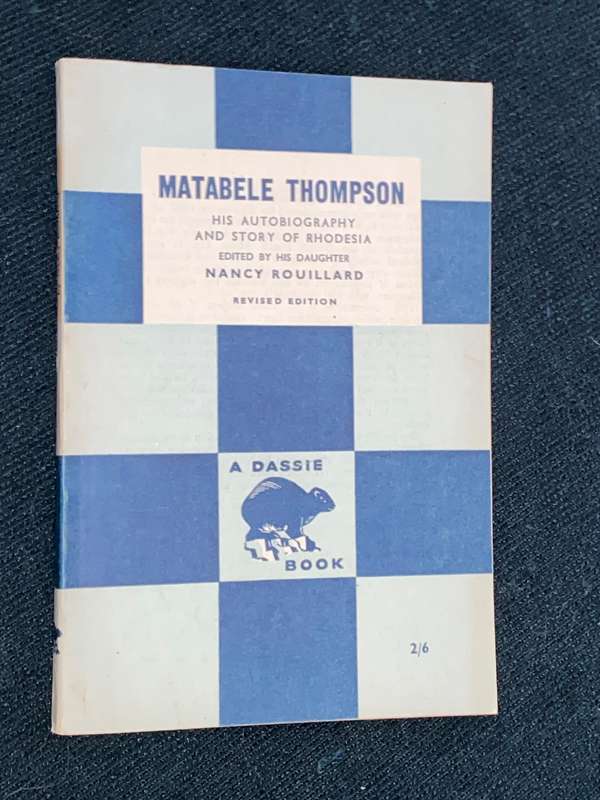 MATABELE THOMPSON
HIS AUTOBIOGRAPHY
AND STORY OF RHODESIA
EDITED BY HIS DAUGHTER
NANCY ROUILLARD
REVISED EDITION
A DASSIE
BOOK
2/6